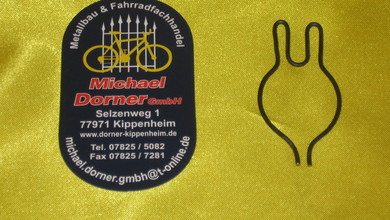 Metallbau & Fahrradfachhandel
Michael
Dorner GmbH
Selzenweg 1
77971 Kippenheim
www.dorner-kippenheim.de
Tel. 07825 / 5082
Fax 07825 / 7281
michael.dorner.gmbh@t-online.de